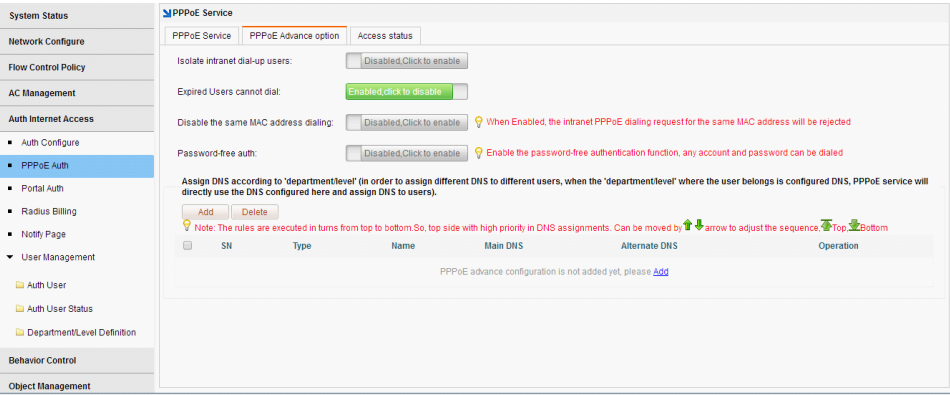 System Status
Network Configure
Flow Control Policy
AC Management
Auth Internet Access
Auth Configure
PPPoE Auth
Portal Auth
Radius Billing
Notify Page
User Management
Auth User
Auth User Status
Department/Level Definition
Behavior Control
Object Management
PPPoE Service
PPPoE Service PPPoE Advance option Access status
Isolate intranet dial-up users: Disabled,Click to enable
Expired Users cannot dial: Enabled,click to disable
Disable the same MAC address dialing: Disabled,Click to enable When Enabled, the intranet PPPoE dialing request for the same MAC address will be rejected
Password-free auth: Disabled,Click to enable Enable the password-free authentication function, any account and password can be dialed
Assign DNS according to 'department/level' (in order to assign different DNS to different users, when the 'department/level' where the user belongs is configured DNS, PPPoE service will
directly use the DNS configured here and assign DNS to users).
Add Delete
Note: The rules are executed in turns from top to bottom.So, top side with high priority in DNS assignments. Can be moved by arrow to adjust the sequence, Top, Bottom
SN Type Name Main DNS Alternate DNS Operation
PPPoE advance configuration is not added yet, please Add